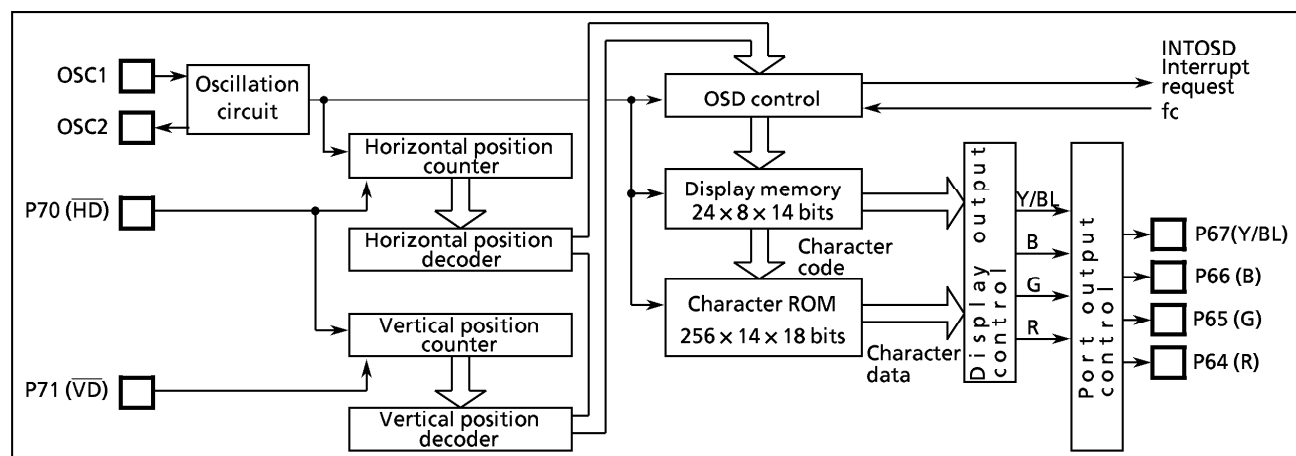 OSC1
OSC2
Oscillation
circuit
P70 (H̅D̅)
P71 (V̅D̅)
Horizontal position
counter
Horizontal position
decoder
Vertical position
counter
Vertical position
decoder
OSD control
INTOSD
Interrupt
request
fc
Display memory
24 × 8 × 14 bits
Character
code
Character ROM
256 × 14 × 18 bits
Character
data
Display output
control
Y/BL
B
G
R
Port output
control
P67(Y/BL)
P66 (B)
P65 (G)
P64 (R)